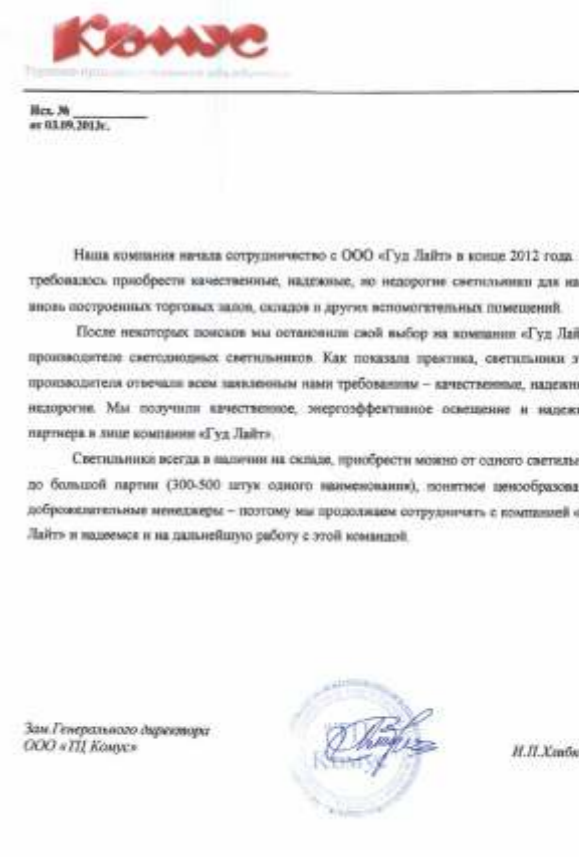 Комус
Исх. №
от 03.09.2013г.
Наша компания начала сотрудничество с ООО «Гуд Лайт» в конце 2012 года.
требовалось приобрести качественные, надежные, но недорогие светильники для на
вновь построенных торговых залов, складов и других вспомогательных помещений.
После некоторых поисков мы остановили свой выбор на компании «Гуд Лай
производителе светодиодных светильников. Как показала практика, светильники э
производителя отвечали всем заявленным нами требованиям – качественные, надежн
недорогие. Мы получили качественное, энергоэффективное освещение и надеж
партнера в лице компании «Гуд Лайт».
Светильники всегда в наличии на складе, приобрести можно от одного светиль
до большой партии (300-500 штук одного наименования), понятное ценообразова
доброжелательные менеджеры – поэтому мы продолжаем сотрудничать с компанией «
Лайт» и надеемся и на дальнейшую работу с этой командой.
Зам.Генерального директора
ООО «ТЦ Комус»
Комус
И.П.